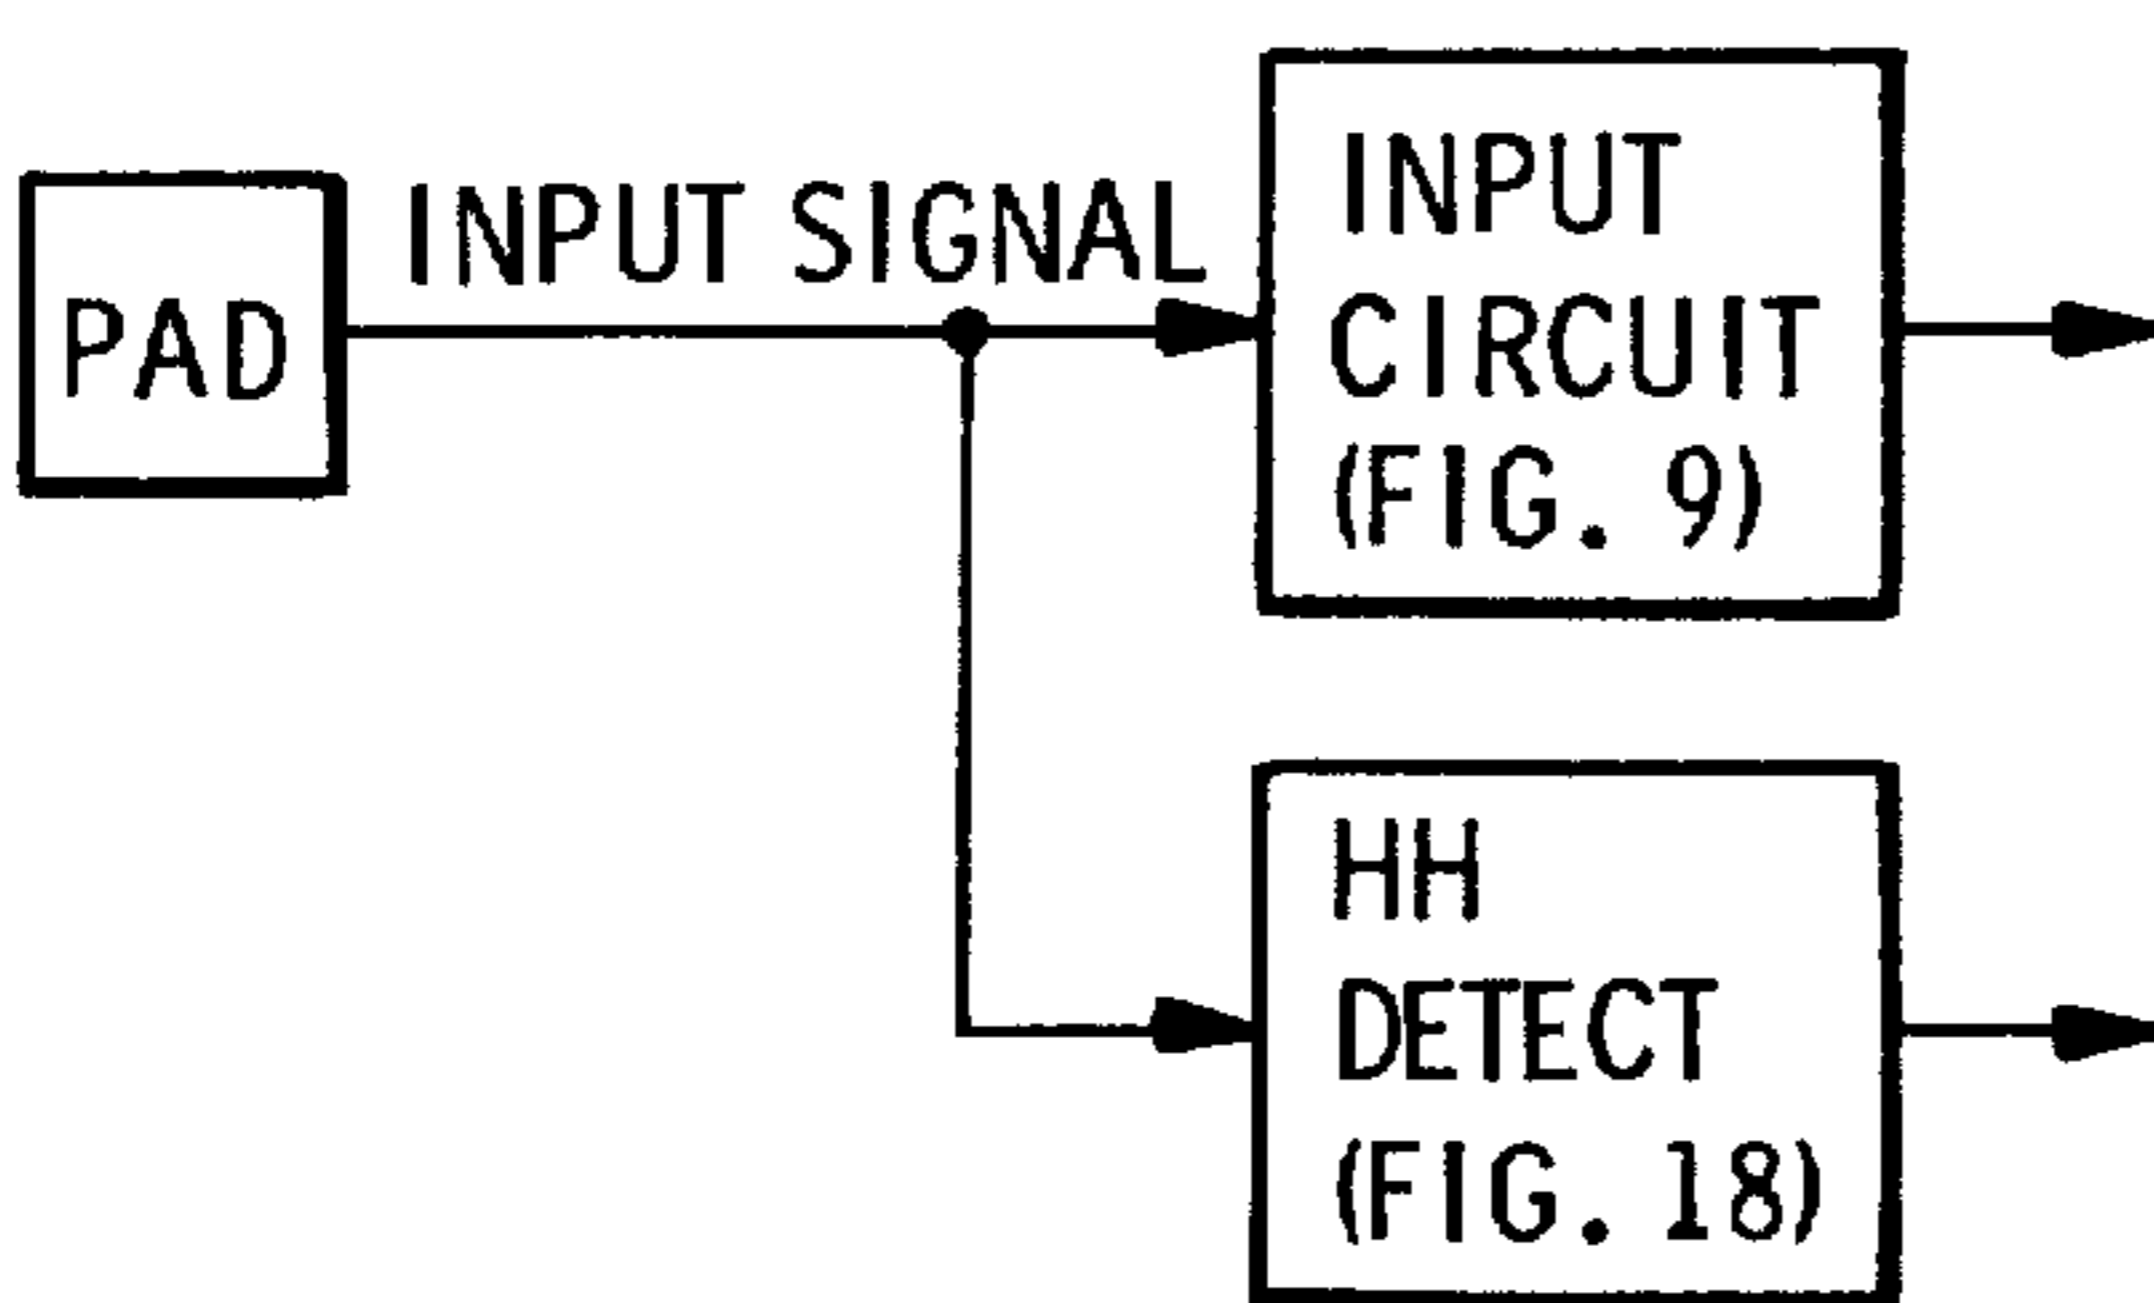 PAD
INPUT SIGNAL
INPUT
CIRCUIT
(FIG. 9)
HH
DETECT
(FIG. 18)